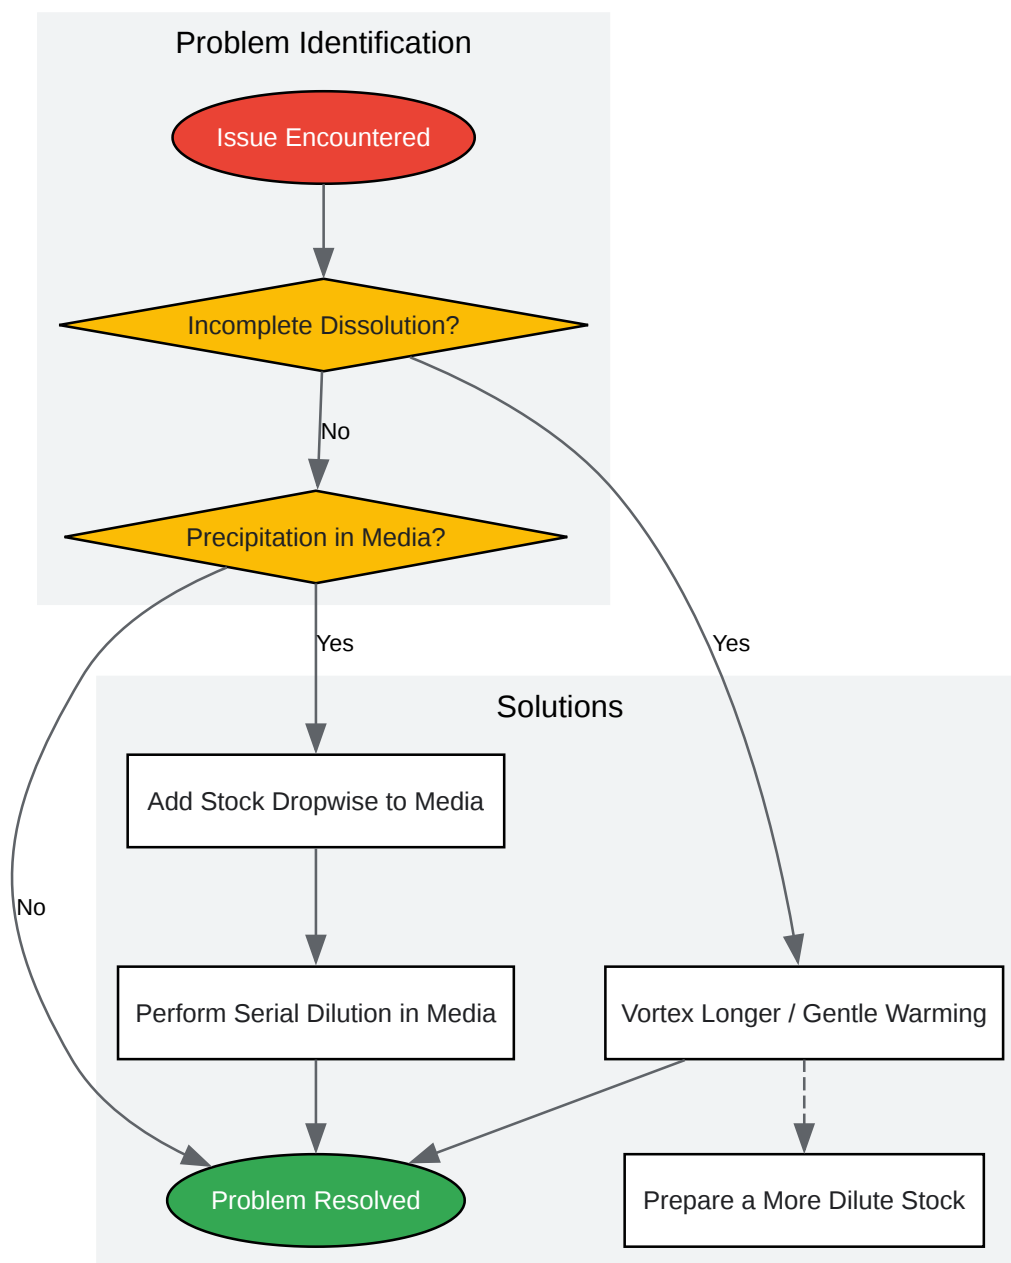 Problem Identification
Issue Encountered
Incomplete Dissolution?
No
Precipitation in Media?
Yes
Yes
Solutions
Add Stock Dropwise to Media
No
Perform Serial Dilution in Media
Vortex Longer / Gentle Warming
Problem Resolved
Prepare a More Dilute Stock